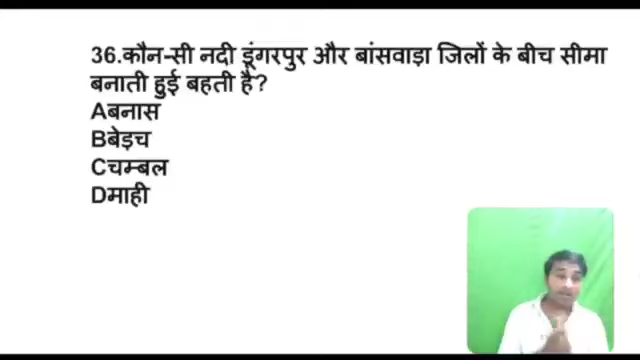 36.कौन-सी नदी डूंगरपुर और बांसवाड़ा जिलों के बीच सीमा
बनाती हुई बहती है?
Aबनास
Bबेड़च
Cचम्बल
Dमाही